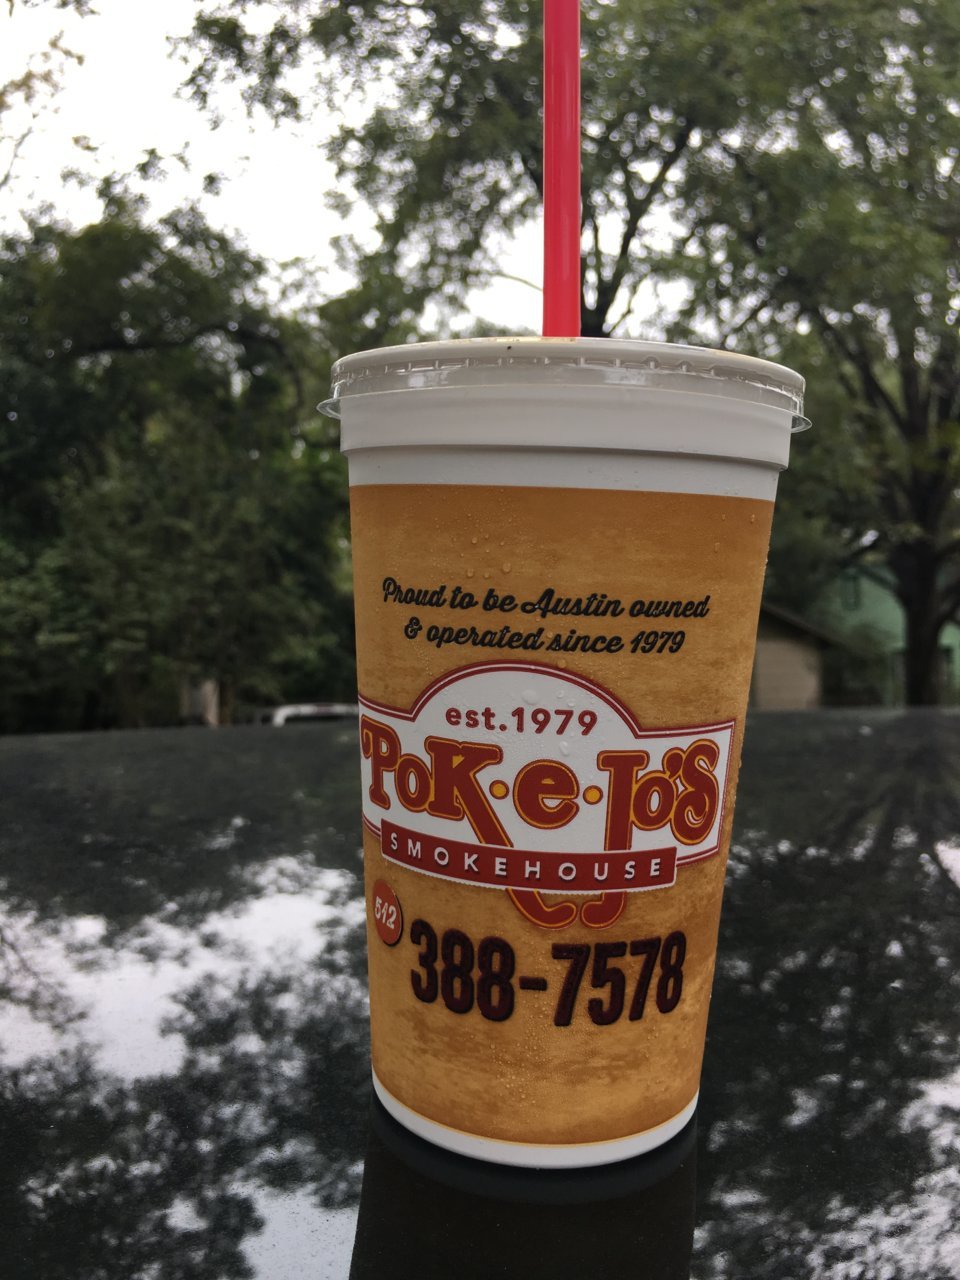 Proud to be Austin owned
& operated since 1979
est.1979
PoK•e•Jo's
SMOKEHOUSE
512
388-7578